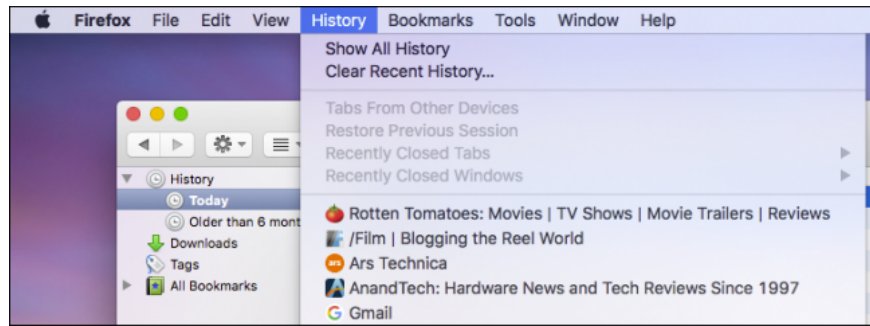 Firefox File Edit View History Bookmarks Tools Window Help
Show All History
Clear Recent History...
Tabs From Other Devices
Restore Previous Session
Recently Closed Tabs
Recently Closed Windows
Rotten Tomatoes: Movies | TV Shows | Movie Trailers | Reviews
/Film | Blogging the Reel World
ars Ars Technica
AnandTech: Hardware News and Tech Reviews Since 1997
G Gmail
History
Today
Older than 6 mont
Downloads
Tags
All Bookmarks